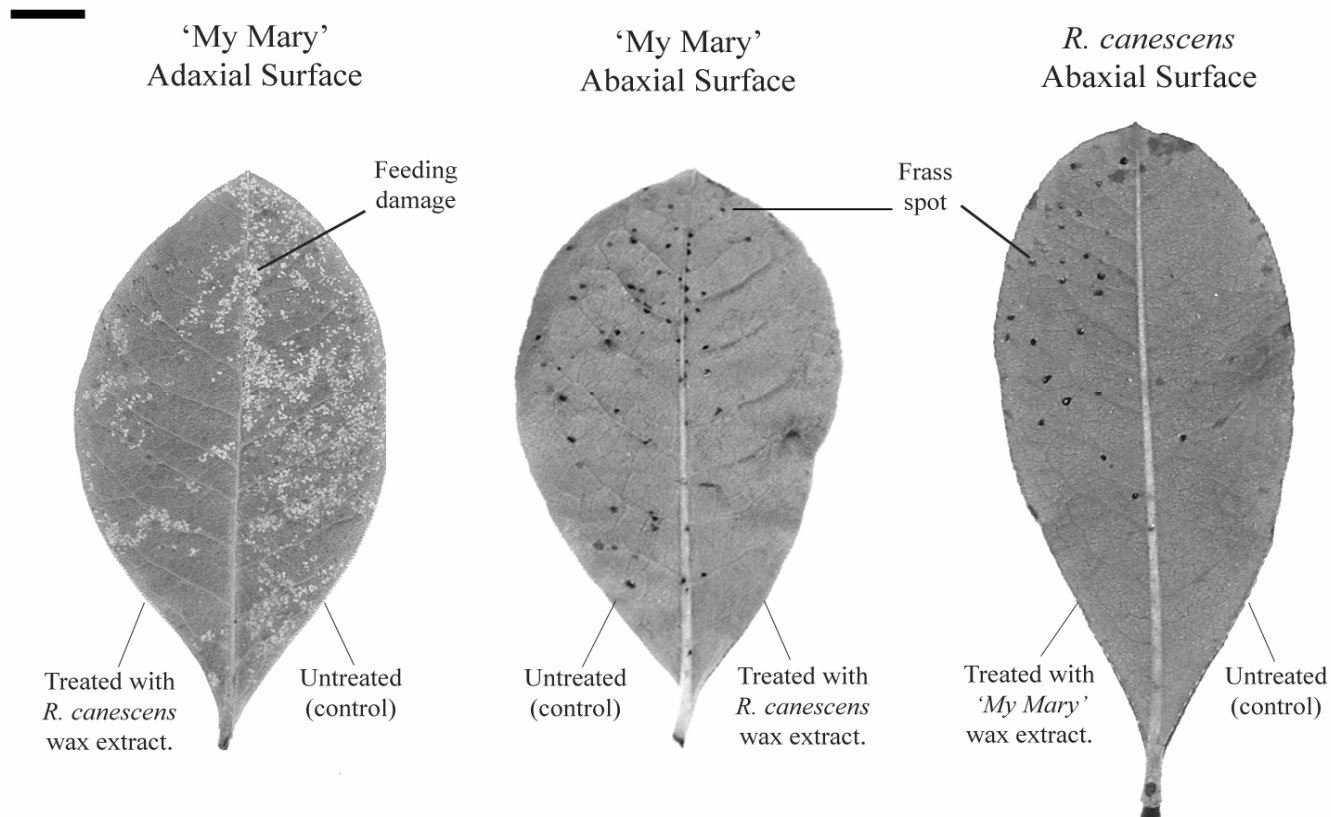 ‘My Mary’
Adaxial Surface
‘My Mary’
Abaxial Surface
R. canescens
Abaxial Surface
Feeding
damage
Frass
spot
Treated with
R. canescens
wax extract.
Untreated
(control)
Untreated
(control)
Treated with
R. canescens
wax extract.
Treated with
‘My Mary’
wax extract.
Untreated
(control)